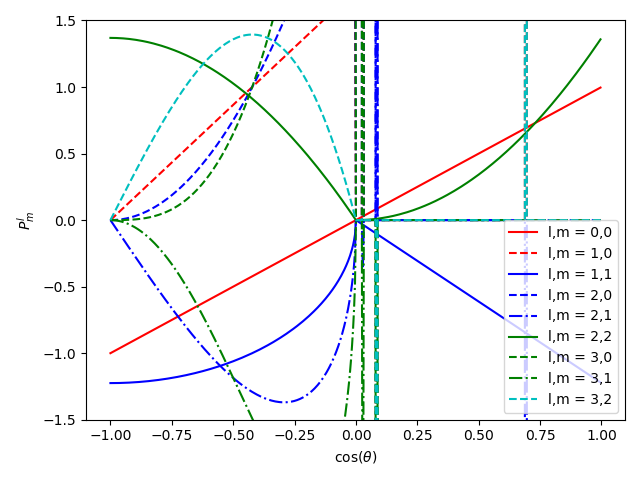 1.5
1.0
0.5
0.0
−0.5
−1.0
−1.5
P_m^l
−1.00 −0.75 −0.50 −0.25 0.00 0.25 0.50 0.75 1.00
cos(θ)
l,m = 0,0
l,m = 1,0
l,m = 1,1
l,m = 2,0
l,m = 2,1
l,m = 2,2
l,m = 3,0
l,m = 3,1
l,m = 3,2